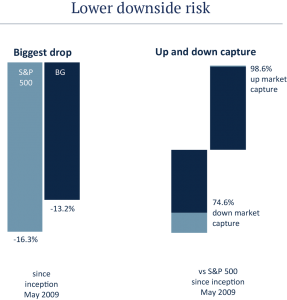 Lower downside risk
Biggest drop
S&P
500
BG
-13.2%
-16.3%
since
inception
May 2009
Up and down capture
98.6%
up market
capture
74.6%
down market
capture
vs S&P 500
since inception
May 2009